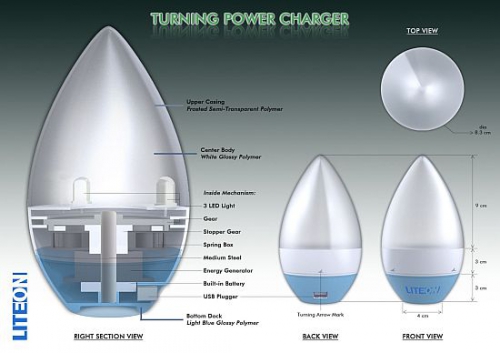 TURNING POWER CHARGER
TOP VIEW
Upper Casing
Frosted Semi-Transparent Polymer
dia
8.3 cm
Center Body
White Glossy Polymer
Inside Mechanism:
3 LED Light
Gear
Stopper Gear
Spring Box
Medium Steel
Energy Generator
Built-in Battery
USB Plugger
Bottom Dock
Light Blue Glossy Polymer
9 cm
3 cm
3 cm
LITEON
Turning Arrow Mark
4 cm
LITEON
RIGHT SECTION VIEW
BACK VIEW
FRONT VIEW